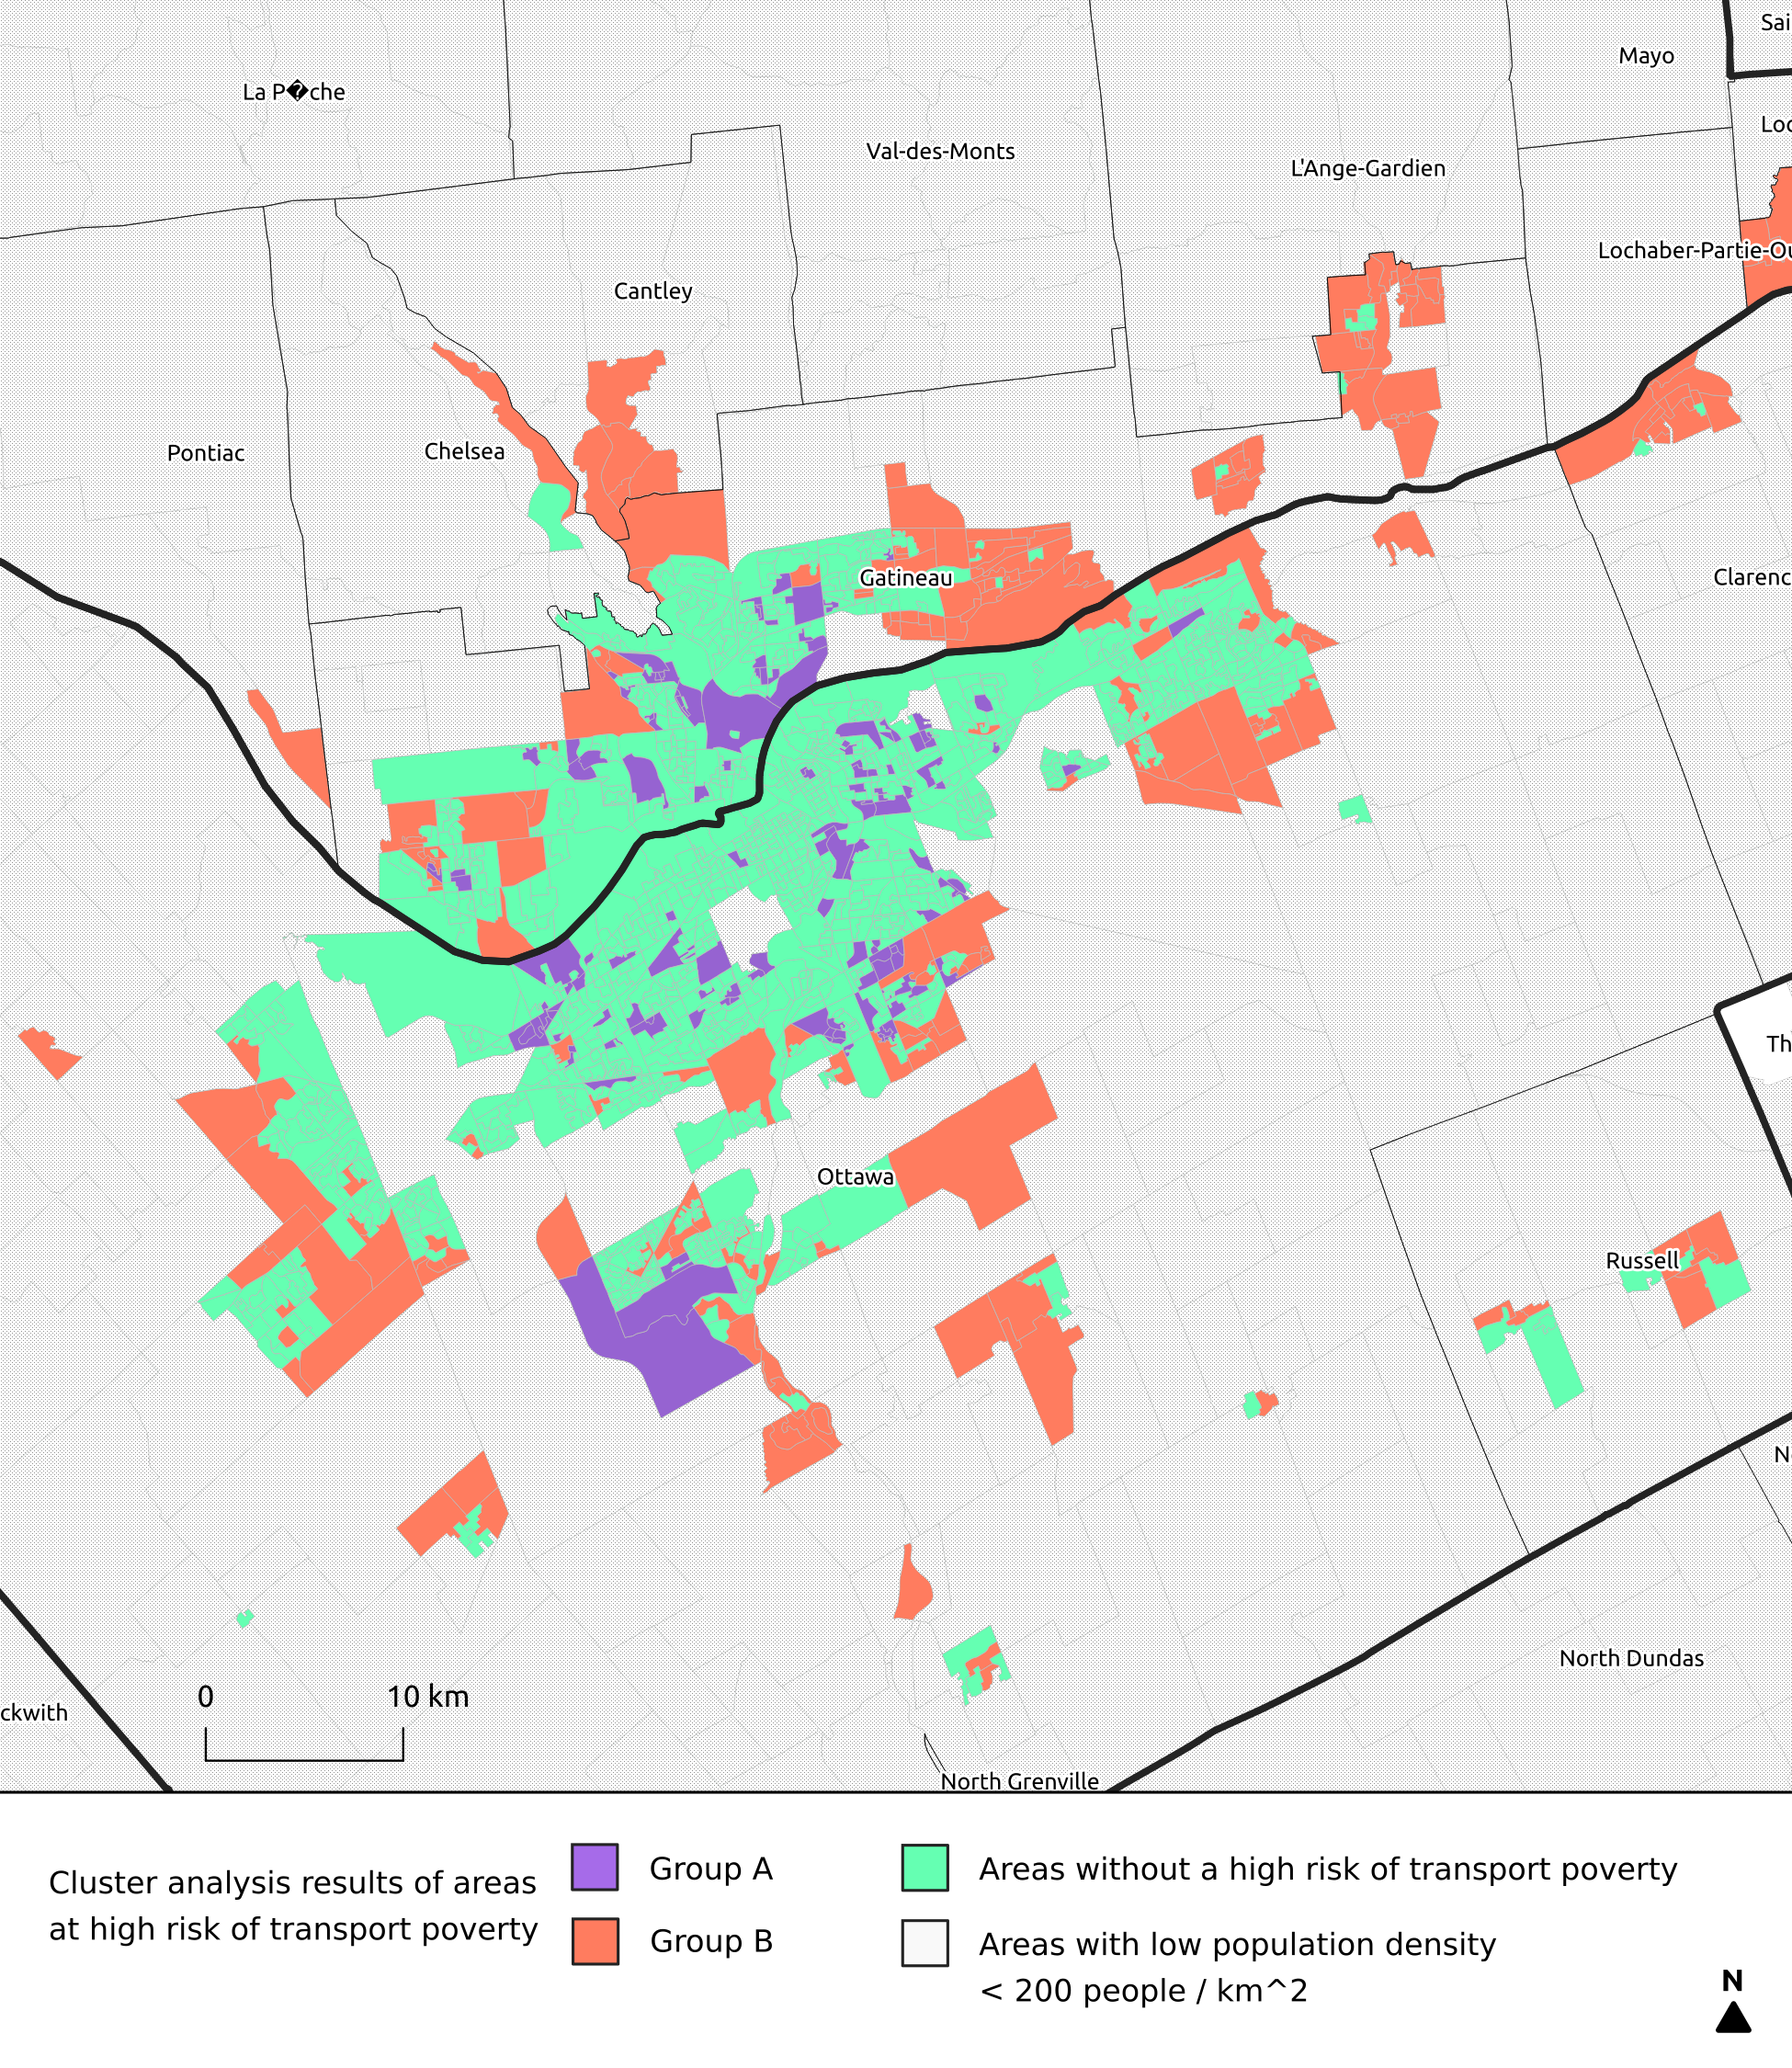 Sai
Mayo
La P�che
Loc
Val-des-Monts
L'Ange-Gardien
Lochaber-Partie-Ou
Cantley
Pontiac
Chelsea
Gatineau
Clarenc
Th
Ottawa
Russell
N
North Dundas
0 10 km
ckwith
North Grenville
Cluster analysis results of areas
at high risk of transport poverty
Group A
Group B
Areas without a high risk of transport poverty
Areas with low population density
< 200 people / km^2
N